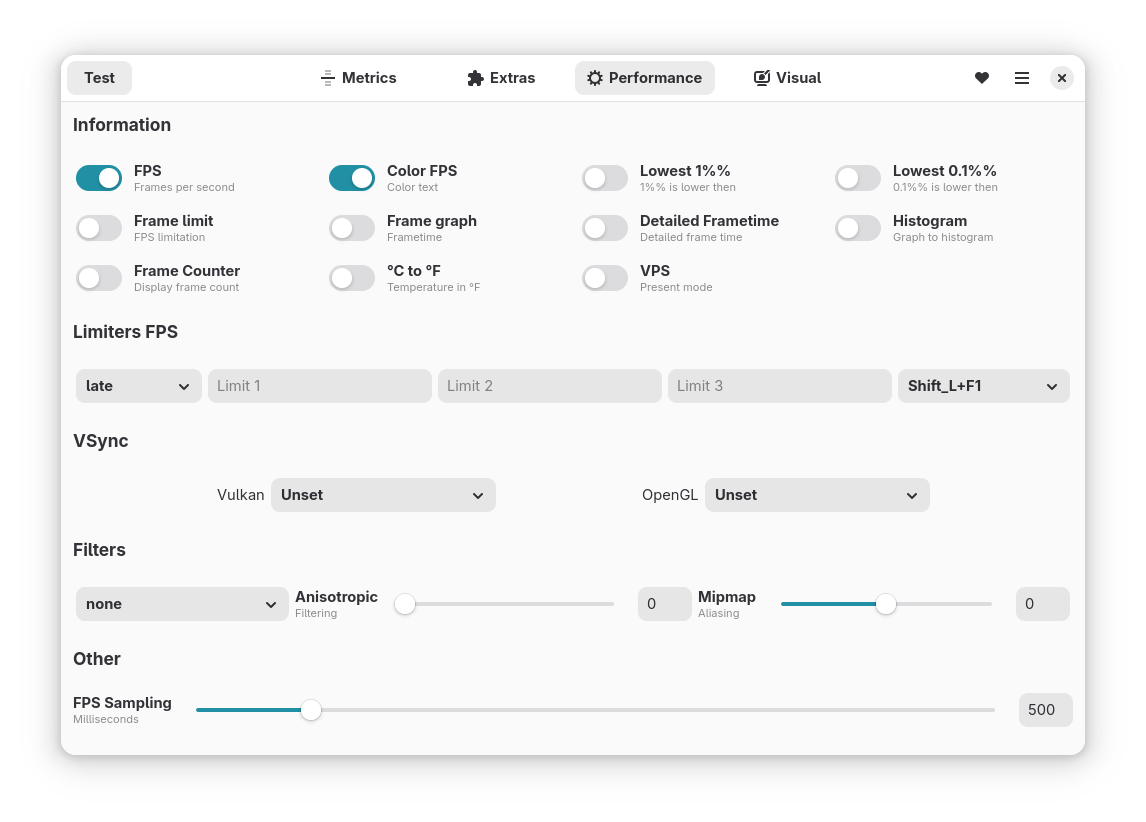 Test
Metrics
Extras
Performance
Visual
Information
FPS
Frames per second
Color FPS
Color text
Lowest 1%%
1%% is lower then
Lowest 0.1%%
0.1%% is lower then
Frame limit
FPS limitation
Frame graph
Frametime
Detailed Frametime
Detailed frame time
Histogram
Graph to histogram
Frame Counter
Display frame count
°C to °F
Temperature in °F
VPS
Present mode
Limiters FPS
late
Limit 1
Limit 2
Limit 3
Shift_L+F1
VSync
Vulkan
Unset
OpenGL
Unset
Filters
none
Anisotropic
Filtering
0
Mipmap
Aliasing
0
Other
FPS Sampling
Milliseconds
500